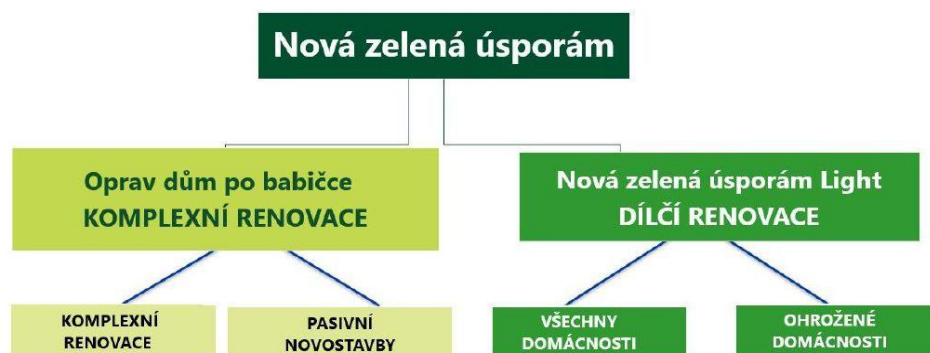 Nová zelená úsporám
Oprav dům po babičce
KOMPLEXNÍ RENOVACE
Nová zelená úsporám Light
DÍLČÍ RENOVACE
KOMPLEXNÍ
RENOVACE
PASIVNÍ
NOVOSTAVBY
VŠECHNY
DOMÁCNOSTI
OHROŽENÉ
DOMÁCNOSTI